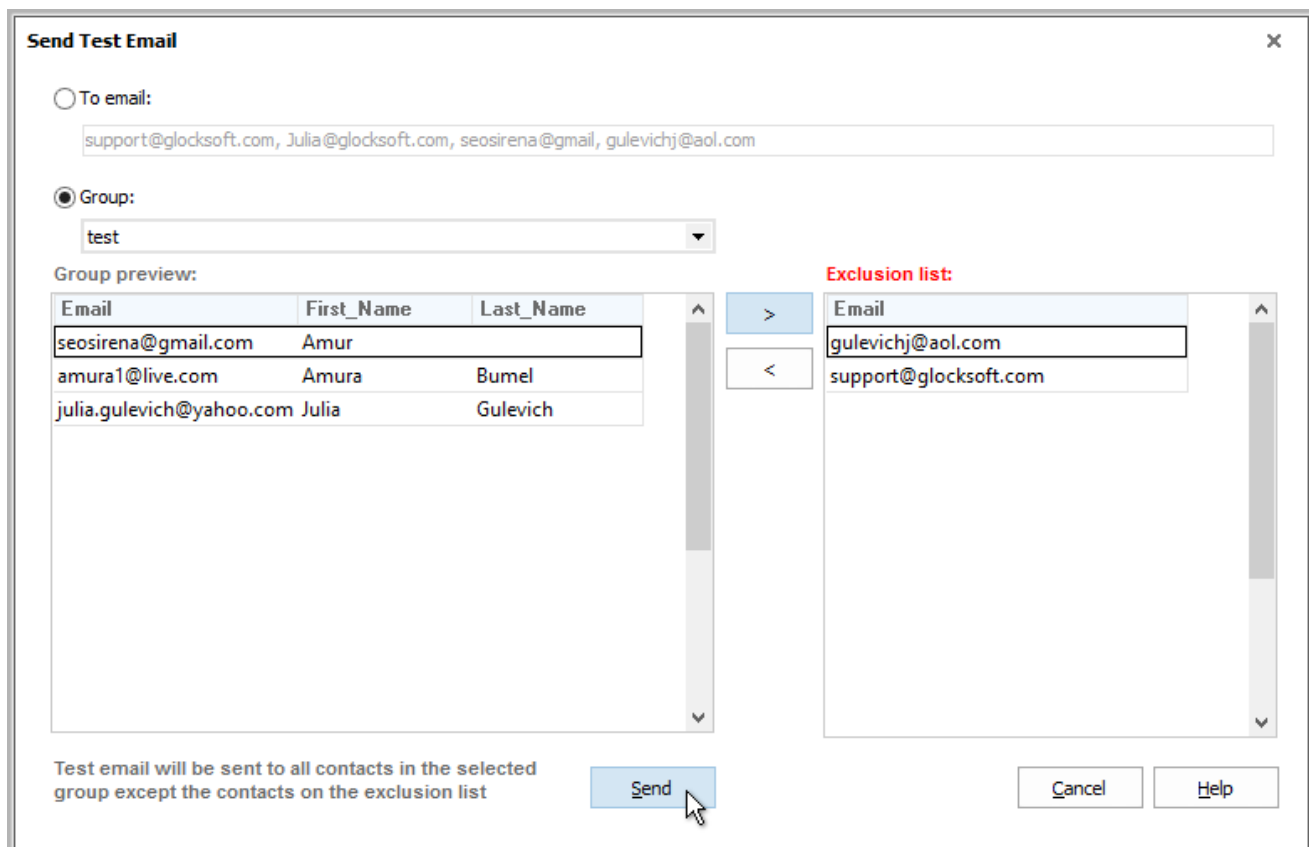 Send Test Email
To email:
support@glocksoft.com, Julia@glocksoft.com, seosirena@gmail, gulevichj@aol.com
Group:
test
Group preview:
Exclusion list:
Email First_Name Last_Name
> Email
seosirena@gmail.com Amur
gulevichj@aol.com
<
amura1@live.com Amura Bumel
support@glocksoft.com
julia.gulevich@yahoo.com Julia Gulevich
Test email will be sent to all contacts in the selected
group except the contacts on the exclusion list
Send
Cancel
Help